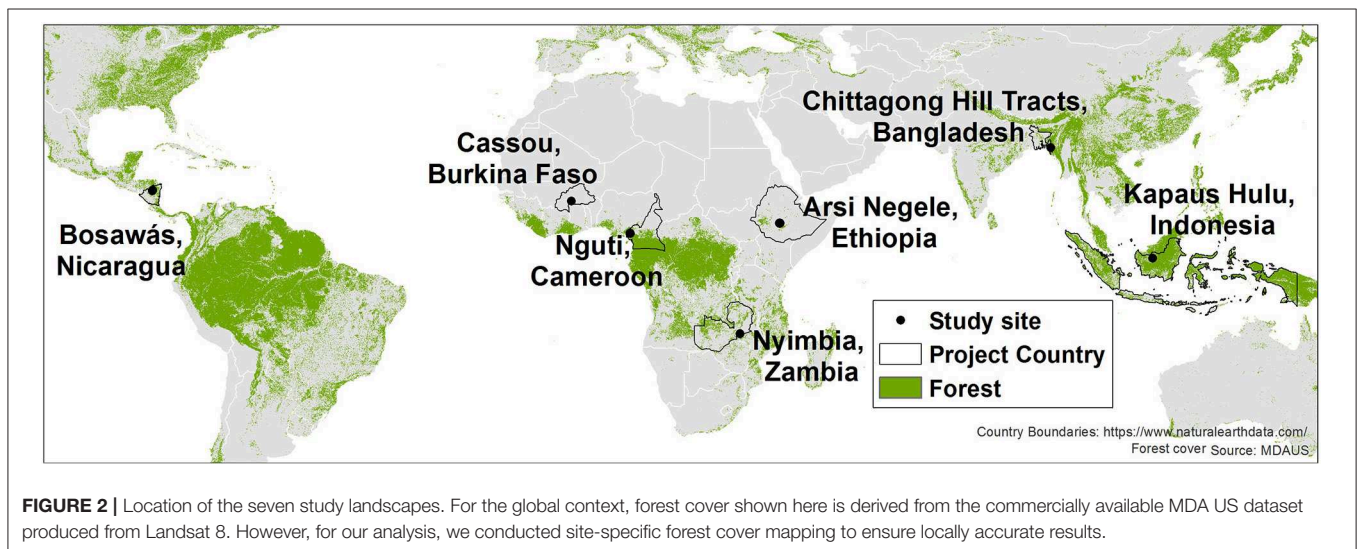 Chittagong Hill Tracts,
Bangladesh
Cassou,
Burkina Faso
Kapaus Hulu,
Indonesia
Arsi Negele,
Ethiopia
Bosawás,
Nicaragua
Nguti,
Cameroon
Nyimbia,
Zambia
Study site
Project Country
Forest
Country Boundaries: https://www.naturalearthdata.com/
Forest cover Source: MDAUS
FIGURE 2 | Location of the seven study landscapes. For the global context, forest cover shown here is derived from the commercially available MDA US dataset
produced from Landsat 8. However, for our analysis, we conducted site-specific forest cover mapping to ensure locally accurate results.